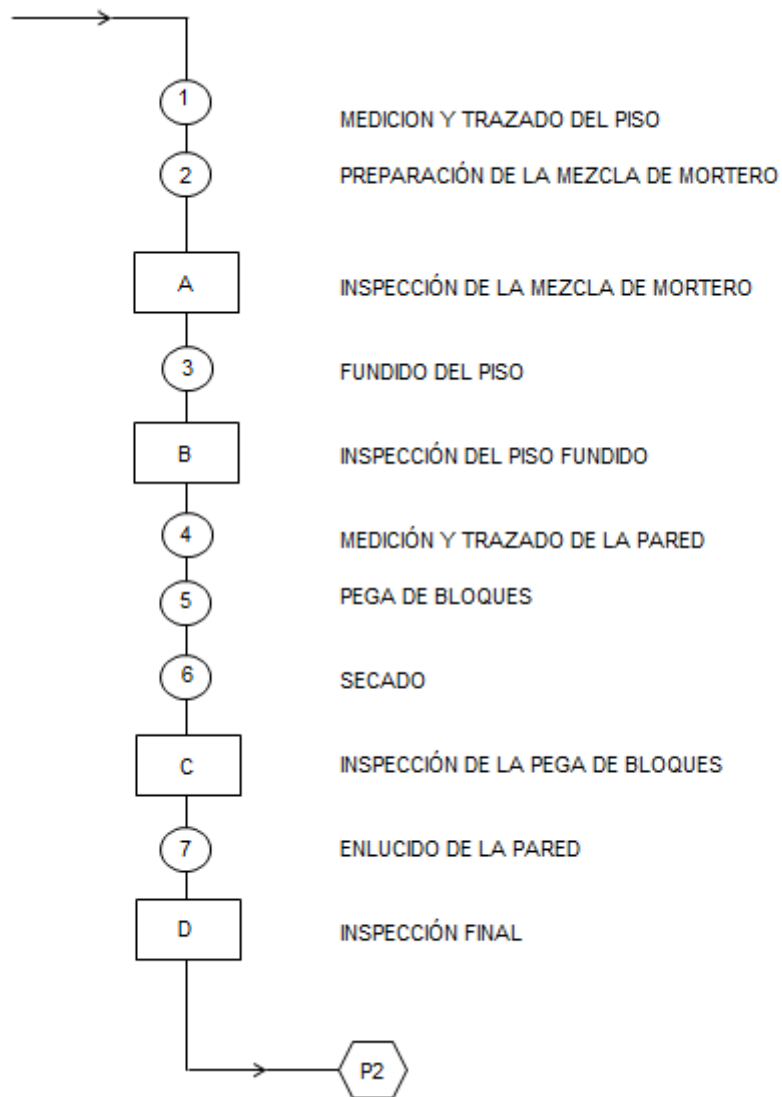 1 MEDICION Y TRAZADO DEL PISO
2 PREPARACIÓN DE LA MEZCLA DE MORTERO
A INSPECCIÓN DE LA MEZCLA DE MORTERO
3 FUNDIDO DEL PISO
B INSPECCIÓN DEL PISO FUNDIDO
4 MEDICIÓN Y TRAZADO DE LA PARED
5 PEGA DE BLOQUES
6 SECADO
C INSPECCIÓN DE LA PEGA DE BLOQUES
7 ENLUCIDO DE LA PARED
D INSPECCIÓN FINAL
P2